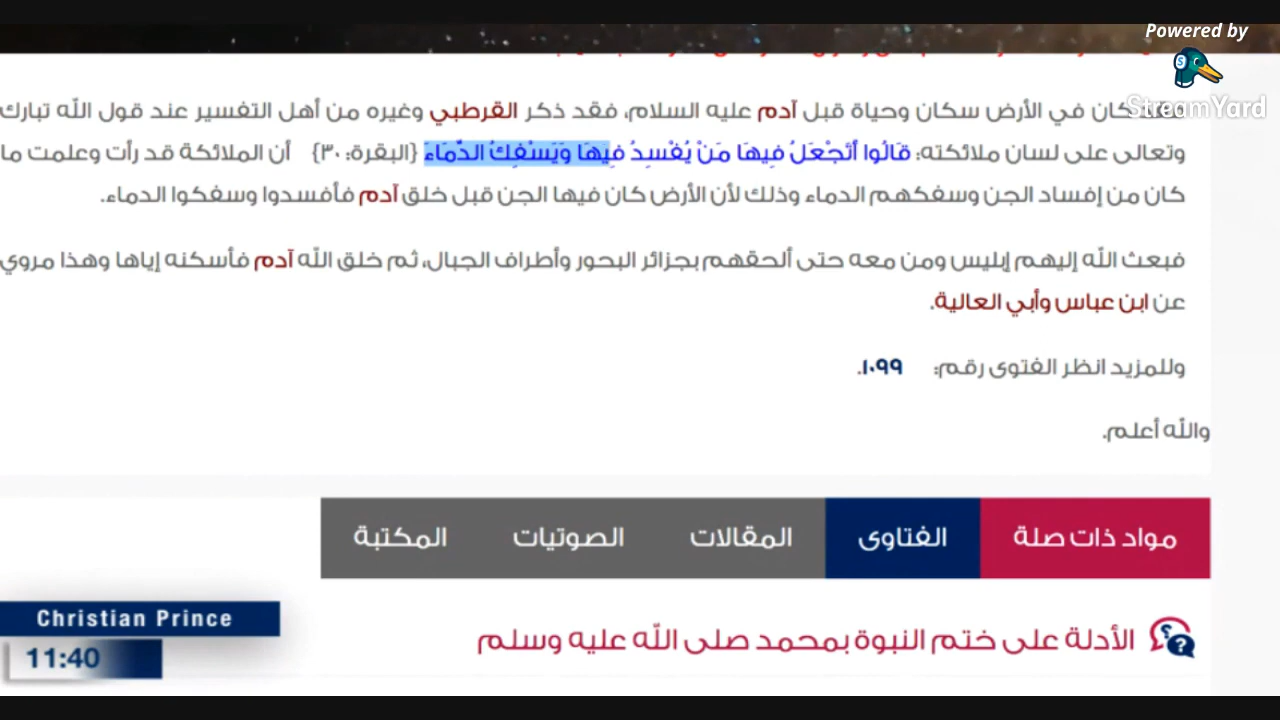 Powered by
StreamYard
كان في الأرض سكان وحياة قبل آدم عليه السلام، فقد ذكر القرطبي وغيره من أهل التفسير عند قول الله تبارك
وتعالى على لسان ملائكته: قَالُوا أَتَجْعَلُ فِيهَا مَنْ يُفْسِدُ فِيهَا وَيَسْفِكُ الدِّمَاءَ {البقرة: ٣٠} أن الملائكة قد رأت وعلمت ما
كان من إفساد الجن وسفكهم الدماء وذلك لأن الأرض كان فيها الجن قبل خلق آدم فأفسدوا وسفكوا الدماء.
فبعث الله إليهم إبليس ومن معه حتى ألحقهم بجزائر البحور وأطراف الجبال، ثم خلق الله آدم فأسكنه إياها وهذا مروي
عن ابن عباس وأبي العالية.
وللمزيد انظر الفتوى رقم: ١٠٩٩.
والله أعلم.
مواد ذات صلة الفتاوى المقالات الصوتيات المكتبة
الأدلة على ختم النبوة بمحمد صلى الله عليه وسلم
Christian Prince
11:40